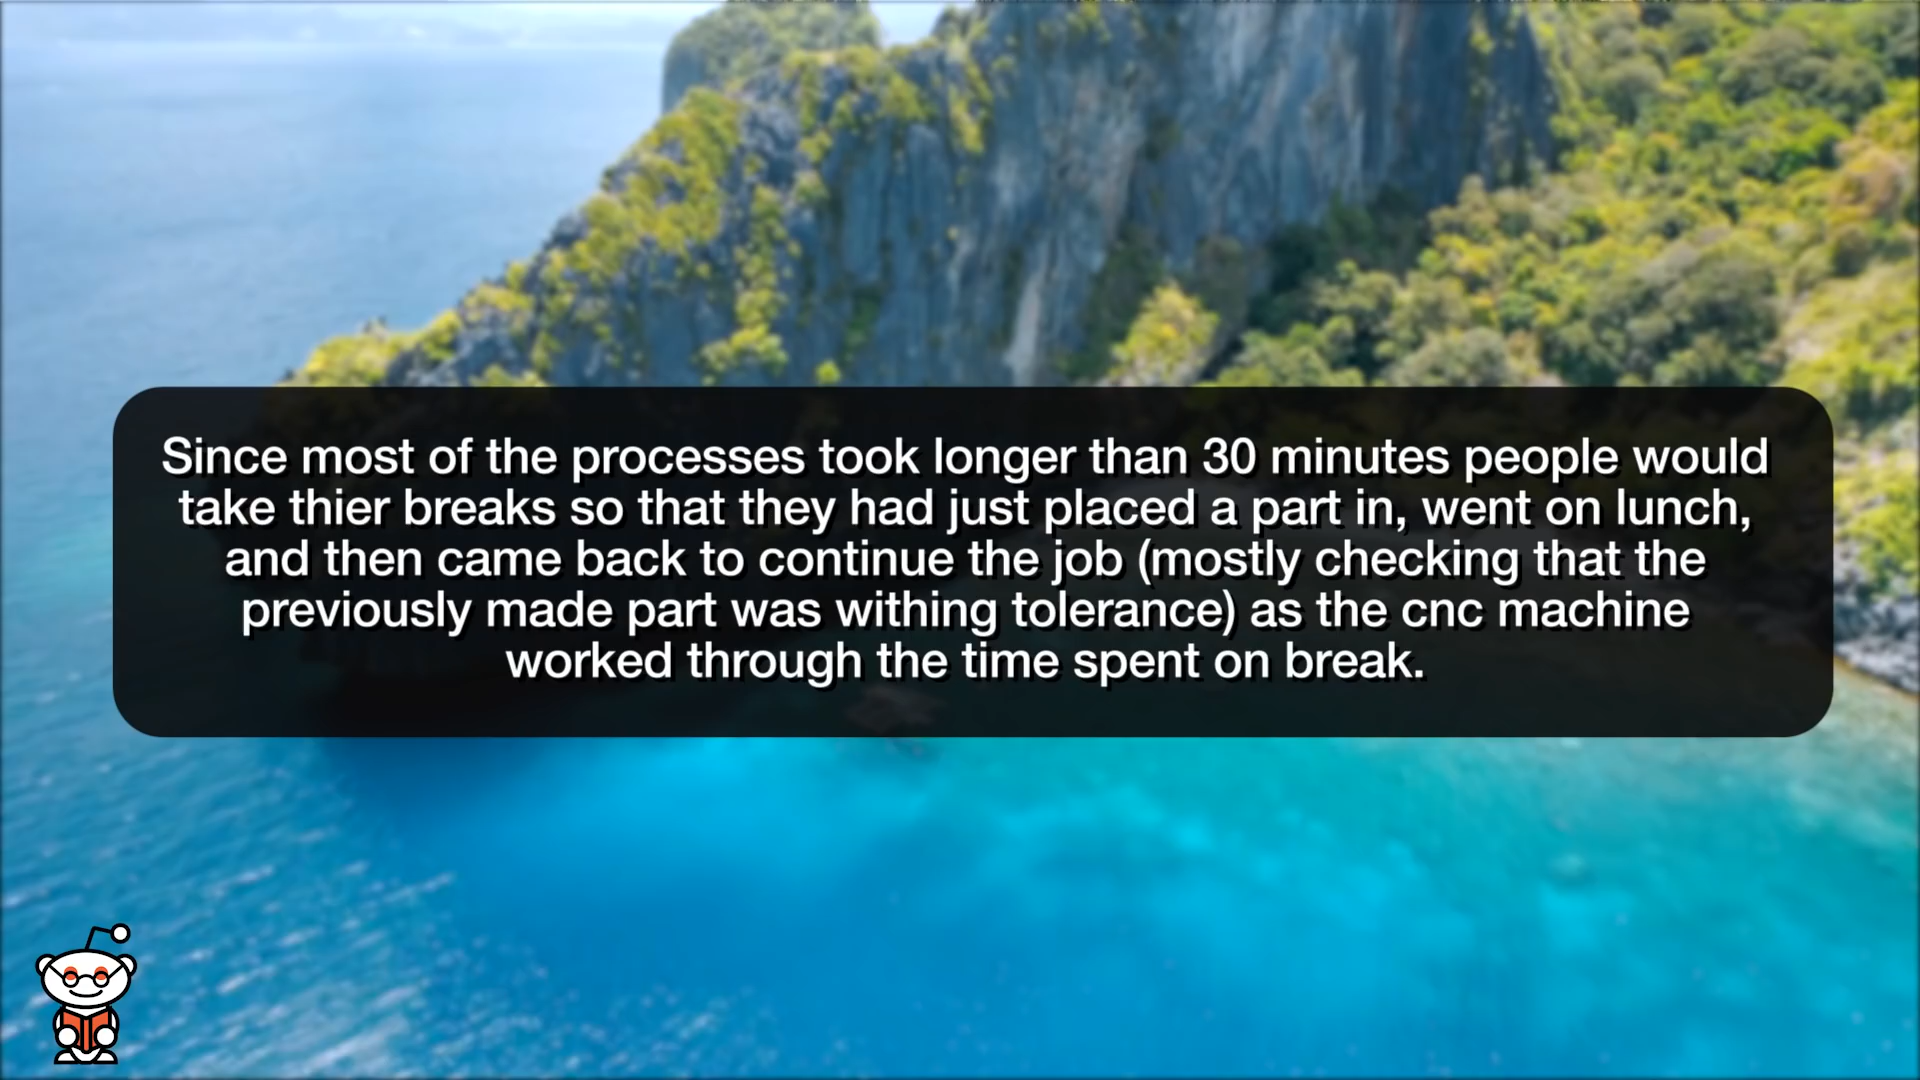 Since most of the processes took longer than 30 minutes people would
take thier breaks so that they had just placed a part in, went on lunch,
and then came back to continue the job (mostly checking that the
previously made part was withing tolerance) as the cnc machine
worked through the time spent on break.